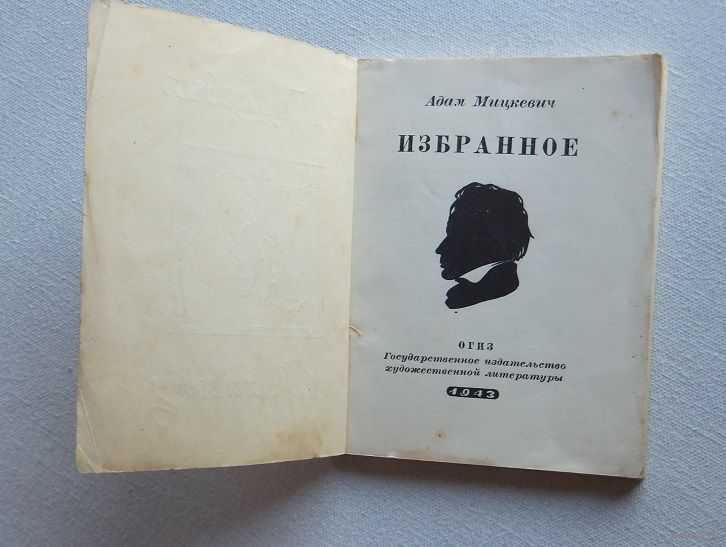 Адам Мицкевич
ИЗБРАННОЕ
ОГИЗ
Государственное издательство
художественной литературы
1943